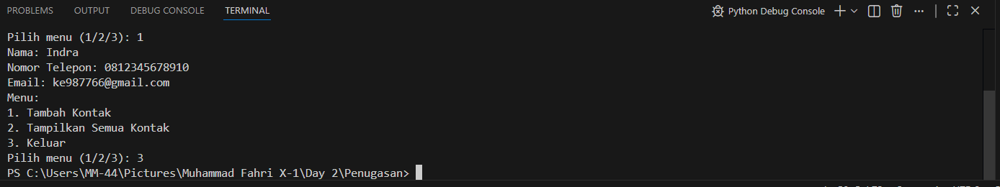 PROBLEMS OUTPUT DEBUG CONSOLE TERMINAL Python Debug Console
Pilih menu (1/2/3): 1
Nama: Indra
Nomor Telepon: 0812345678910
Email: ke987766@gmail.com
Menu:
1. Tambah Kontak
2. Tampilkan Semua Kontak
3. Keluar
Pilih menu (1/2/3): 3
PS C:\Users\MM-44\Pictures\Muhammad Fahri X-1\Day 2\Penugasan>